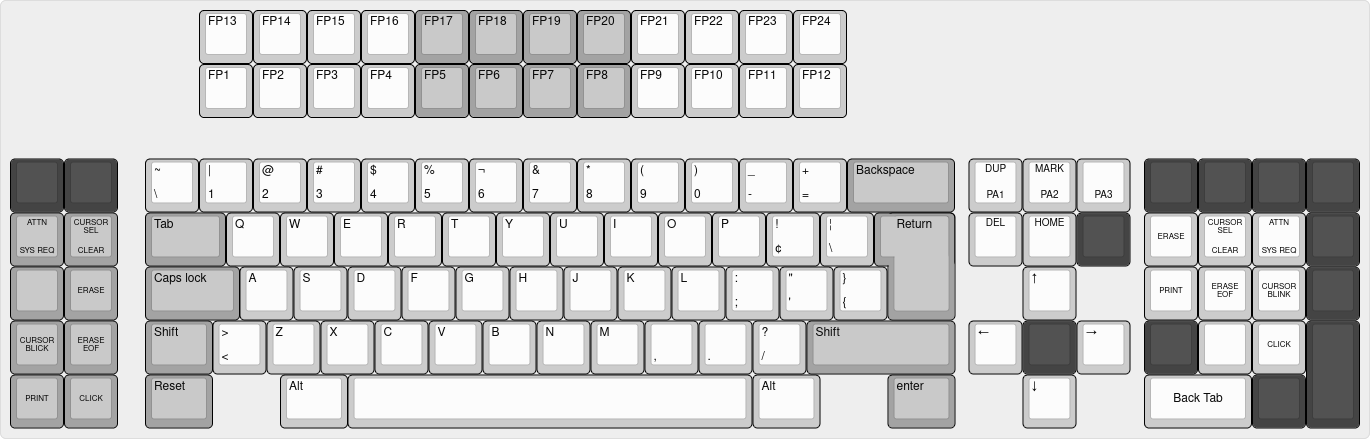 FP13 FP14 FP15 FP16 FP17 FP18 FP19 FP20 FP21 FP22 FP23 FP24
FP1 FP2 FP3 FP4 FP5 FP6 FP7 FP8 FP9 FP10 FP11 FP12
~ | @ # $ % ¬ & * ( ) _ + Backspace DUP MARK
\ 1 2 3 4 5 6 7 8 9 0 - = PA1 PA2 PA3
ATTN CURSOR SEL Tab Q W E R T Y U I O P ! ¦ Return DEL HOME ERASE CURSOR SEL ATTN
SYS REQ CLEAR ¢ \ CLEAR SYS REQ
ERASE Caps lock A S D F G H J K L : " } ↑ PRINT ERASE EOF CURSOR BLINK
; ' {
CURSOR BLICK ERASE EOF Shift > Z X C V B N M ? Shift ← → CLICK
< , . /
PRINT CLICK Reset Alt Alt enter ↓ Back Tab